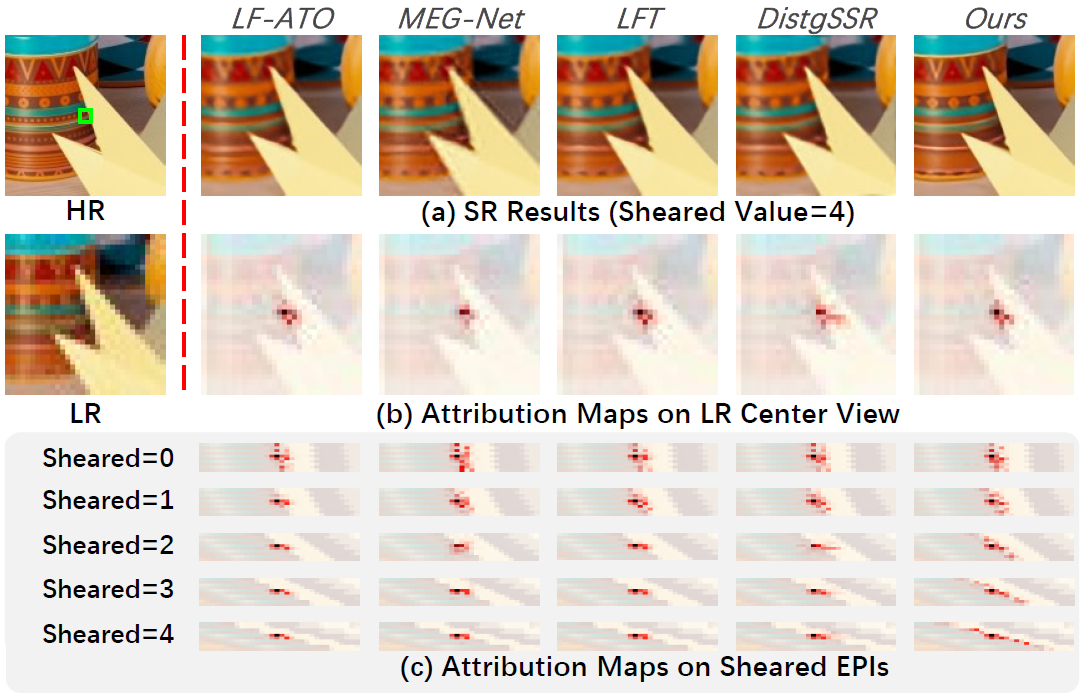 LF-ATO MEG-Net LFT DistgSSR Ours
HR
(a) SR Results (Sheared Value=4)
LR
(b) Attribution Maps on LR Center View
Sheared=0
Sheared=1
Sheared=2
Sheared=3
Sheared=4
(c) Attribution Maps on Sheared EPIs